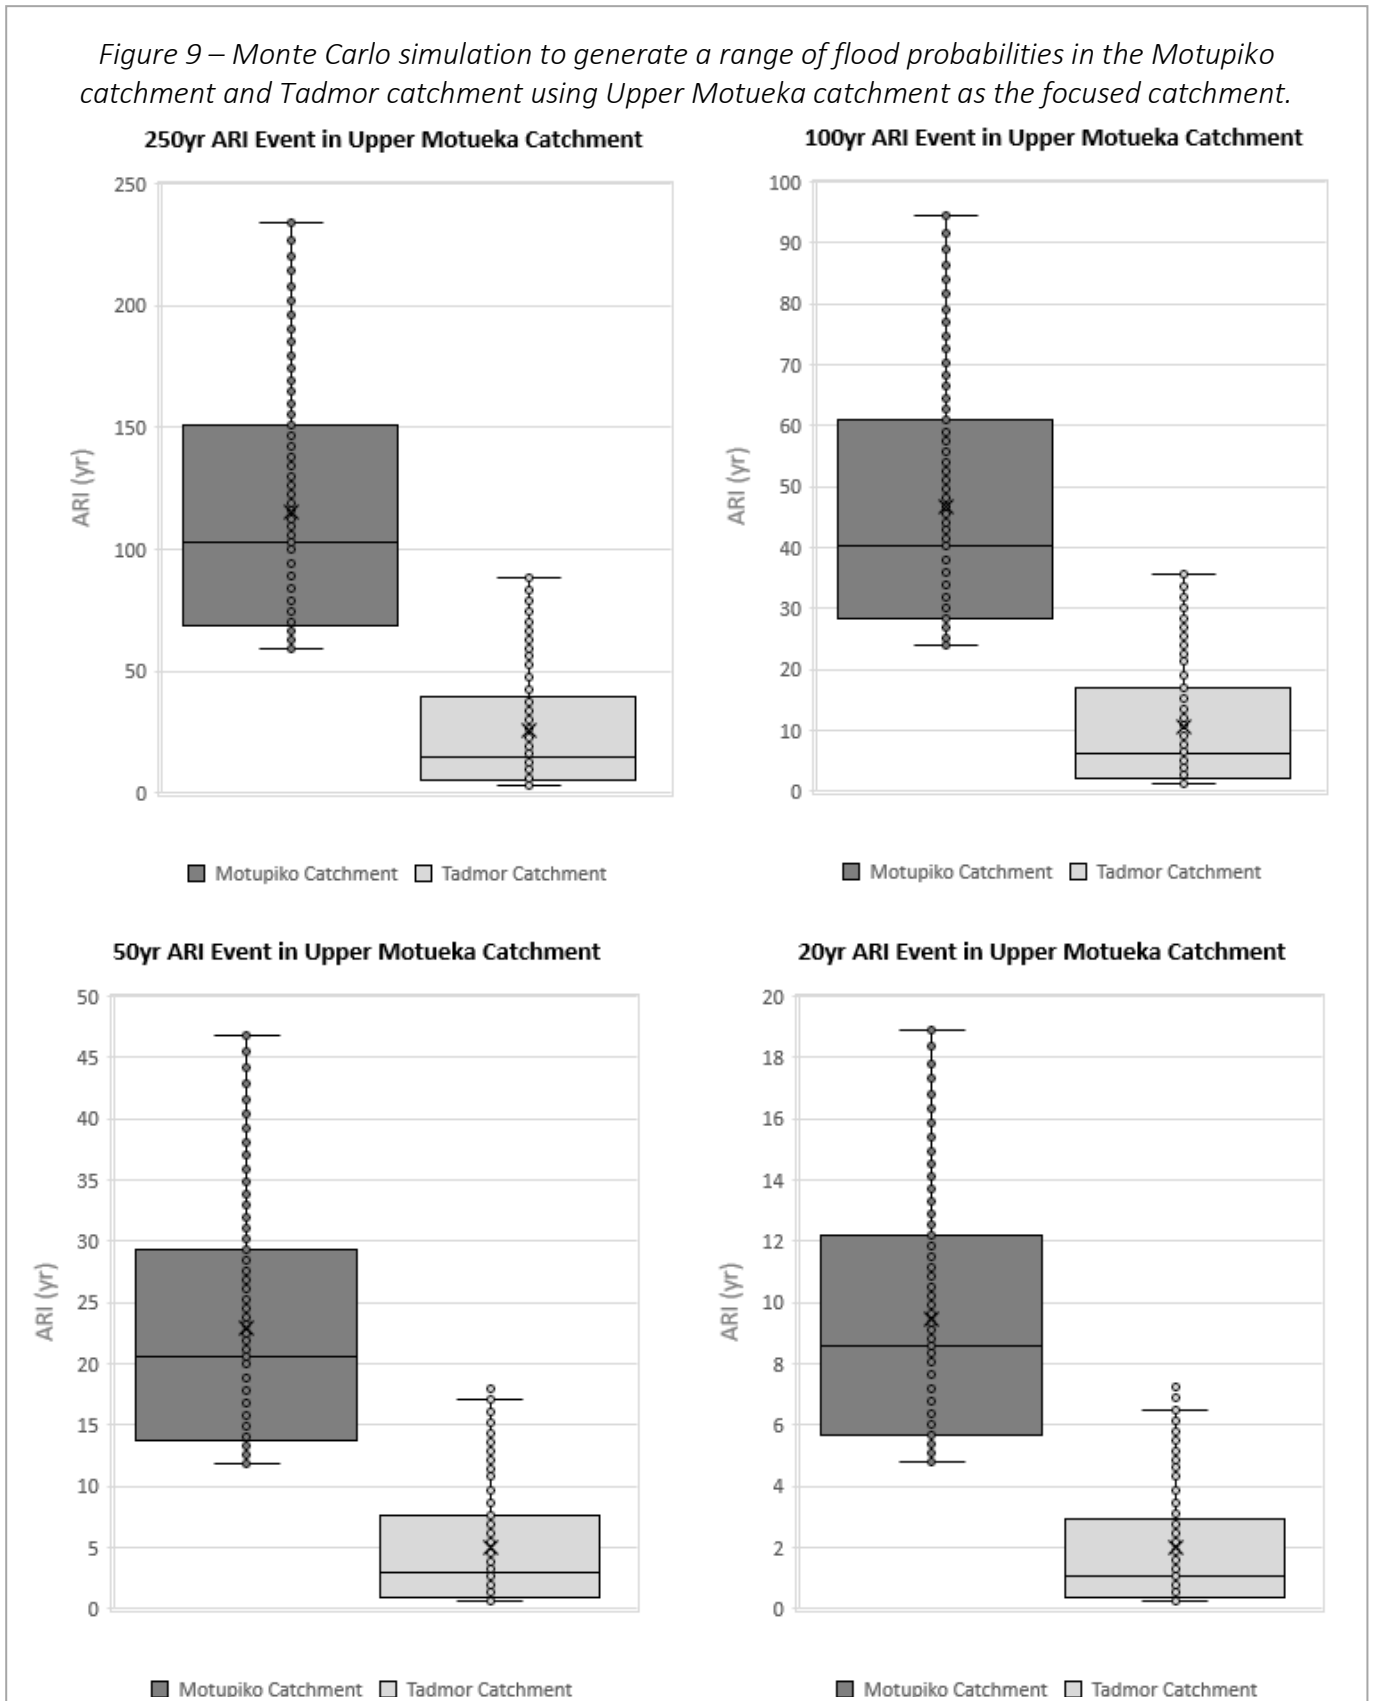 Figure 9 – Monte Carlo simulation to generate a range of flood probabilities in the Motupiko
catchment and Tadmor catchment using Upper Motueka catchment as the focused catchment.
250yr ARI Event in Upper Motueka Catchment
250
200
150
100
50
0
ARI (yr)
Motupiko Catchment
Tadmor Catchment
100yr ARI Event in Upper Motueka Catchment
100
90
80
70
60
50
40
30
20
10
0
ARI (yr)
Motupiko Catchment
Tadmor Catchment
50yr ARI Event in Upper Motueka Catchment
50
45
40
35
30
25
20
15
10
5
0
ARI (yr)
Motupiko Catchment
Tadmor Catchment
20yr ARI Event in Upper Motueka Catchment
20
18
16
14
12
10
8
6
4
2
0
ARI (yr)
Motupiko Catchment
Tadmor Catchment